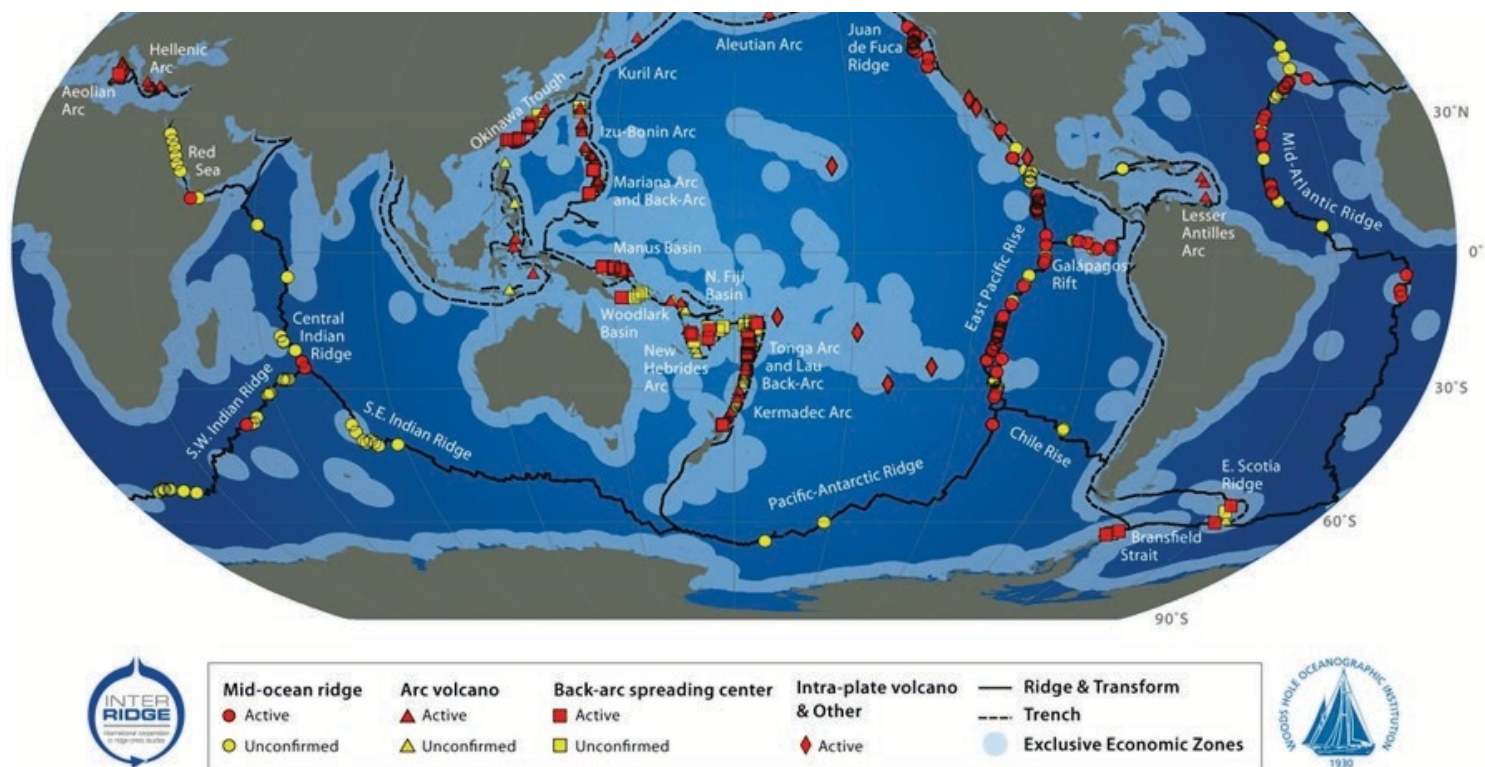 Hellenic
Arc
Aeolian
Arc
Red
Sea
Okinawa Trough
Kuril Arc
Aleutian Arc
Izu-Bonin Arc
Mariana Arc
and Back-Arc
Manus Basin
N. Fiji
Basin
Woodlark
Basin
New
Hebrides
Arc
Tonga Arc
and Lau
Back-Arc
Kermadec Arc
Juan
de Fuca
Ridge
East Pacific Rise
Galápagos
Rift
Lesser
Antilles
Arc
Mid-Atlantic Ridge
30°N
0°
30°S
60°S
90°S
Central
Indian
Ridge
S.W. Indian Ridge
S.E. Indian Ridge
Pacific-Antarctic Ridge
Chile Rise
E. Scotia
Ridge
Bransfield
Strait
INTER
RIDGE
Mid-ocean ridge
Active
Unconfirmed
Arc volcano
Active
Unconfirmed
Back-arc spreading center
Active
Unconfirmed
Intra-plate volcano
& Other
Active
Ridge & Transform
Trench
Exclusive Economic Zones
WOODS HOLE OCEANOGRAPHIC INSTITUTION
1930